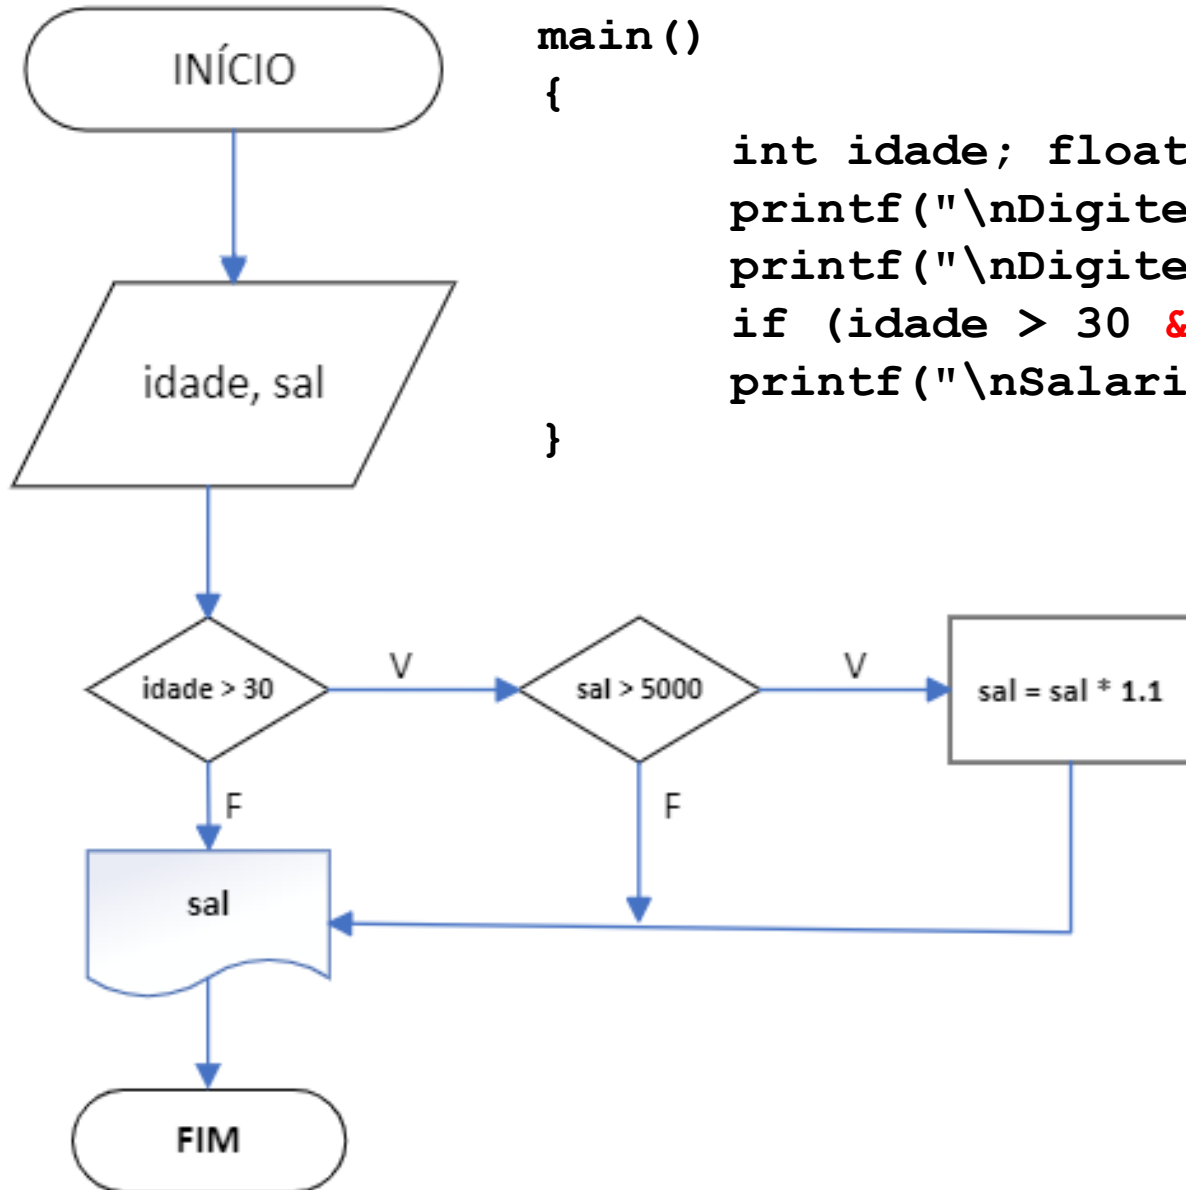 INÍCIO
main()
{
int idade; float
printf("\nDigite
printf("\nDigite
if (idade > 30 &
printf("\nSalari
}
idade, sal
idade > 30
V
sal > 5000
V
sal = sal * 1.1
F
F
sal
FIM